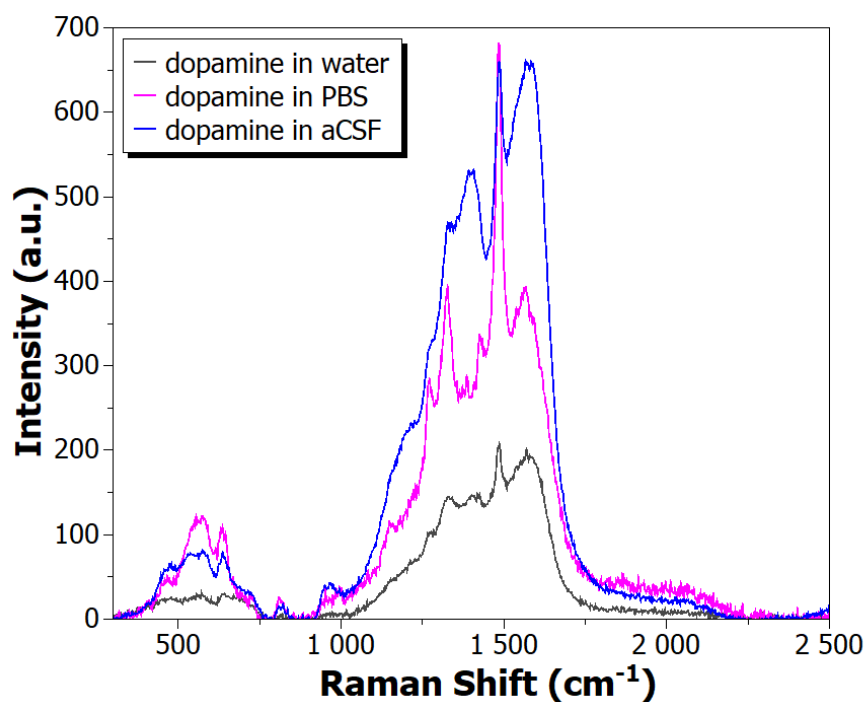 700
600
500
400
300
200
100
0
Intensity (a.u.)
dopamine in water
dopamine in PBS
dopamine in aCSF
500 1 000 1 500 2 000 2 500
Raman Shift (cm⁻¹)